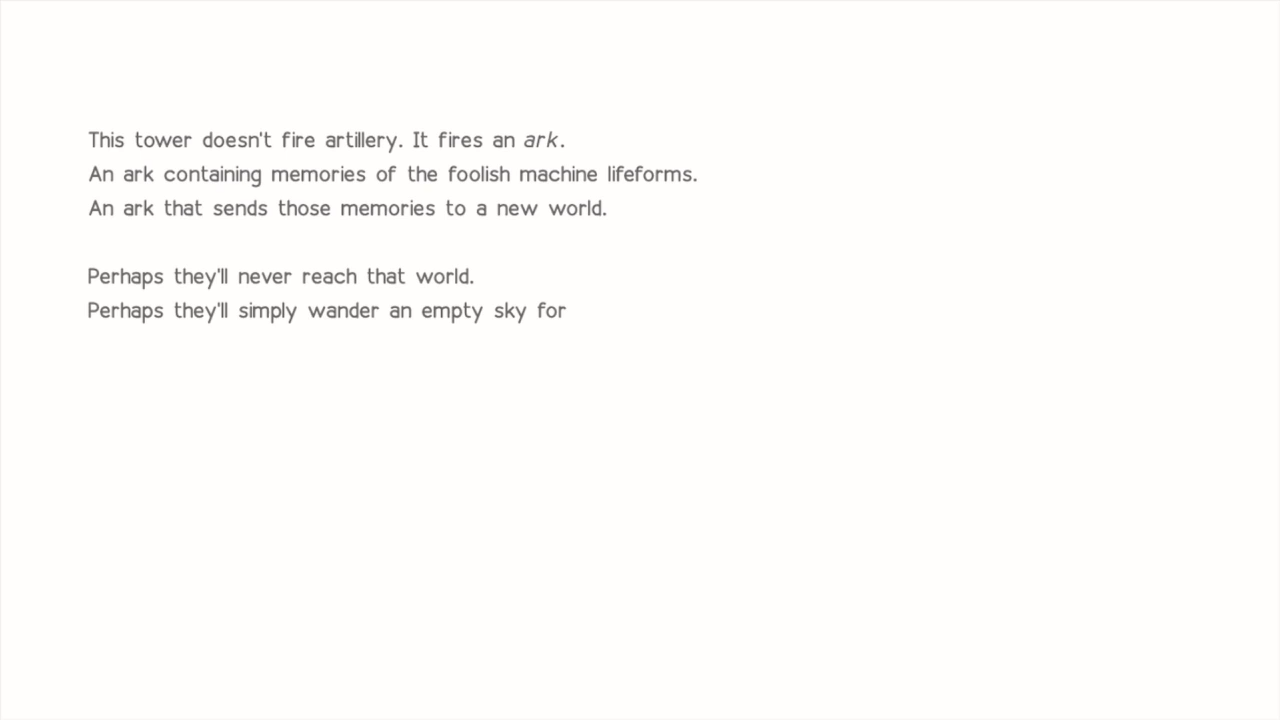 This tower doesn't fire artillery. It fires an ark.
An ark containing memories of the foolish machine lifeforms.
An ark that sends those memories to a new world.
Perhaps they'll never reach that world.
Perhaps they'll simply wander an empty sky for